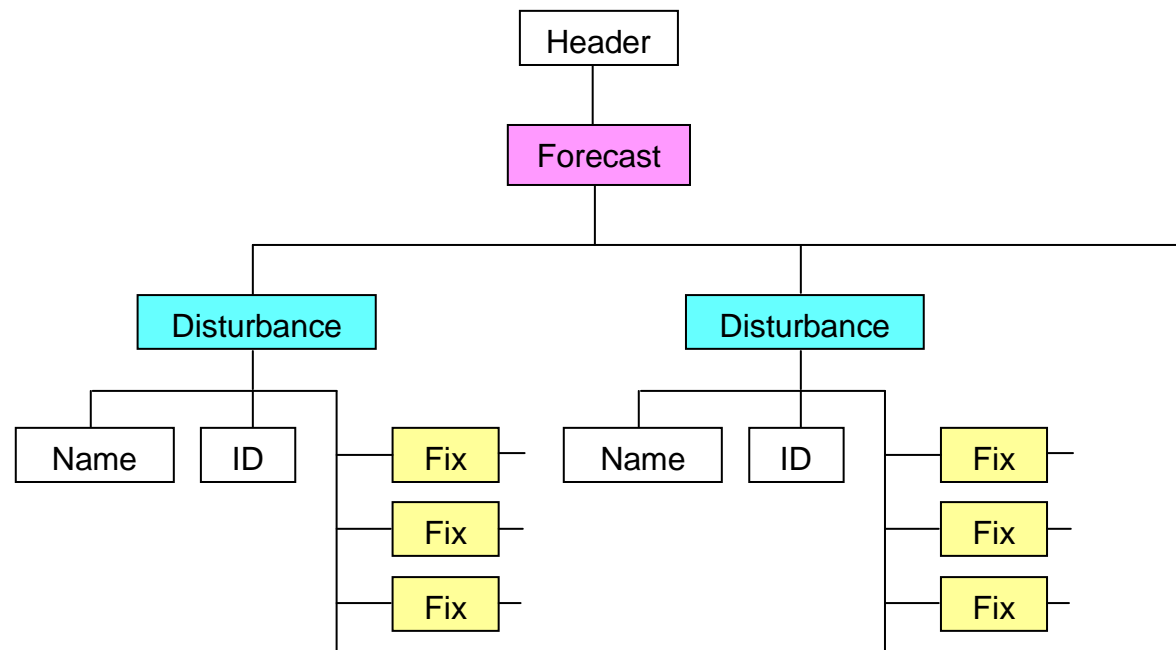 Header
Forecast
Disturbance Disturbance
Name ID Fix Name ID Fix
Fix Fix
Fix Fix